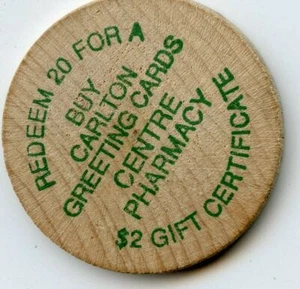 REDEEM 20 FOR A
BUY
CARLTON
GREETING CARDS
CENTRE
PHARMACY
$2 GIFT CERTIFICATE